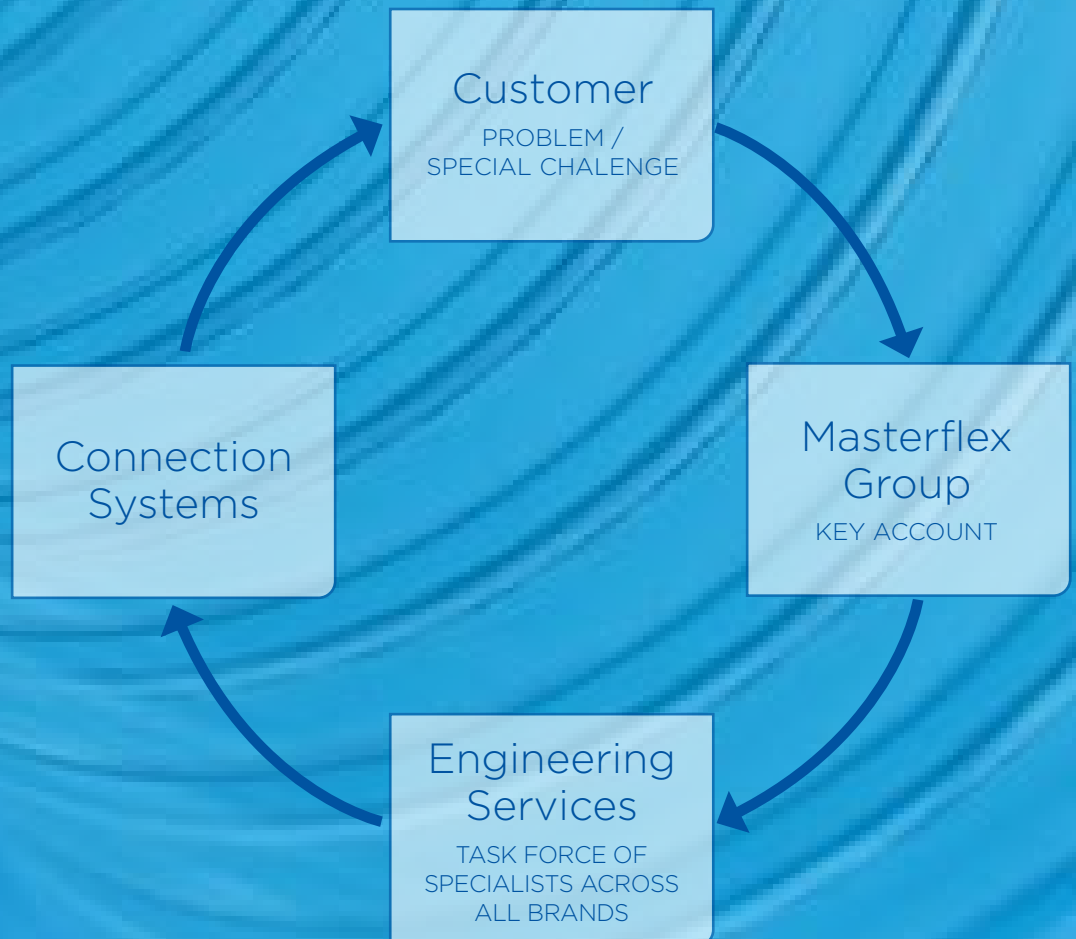 Customer
PROBLEM /
SPECIAL CHALENGE
Connection
Systems
Masterflex
Group
KEY ACCOUNT
Engineering
Services
TASK FORCE OF
SPECIALISTS ACROSS
ALL BRANDS